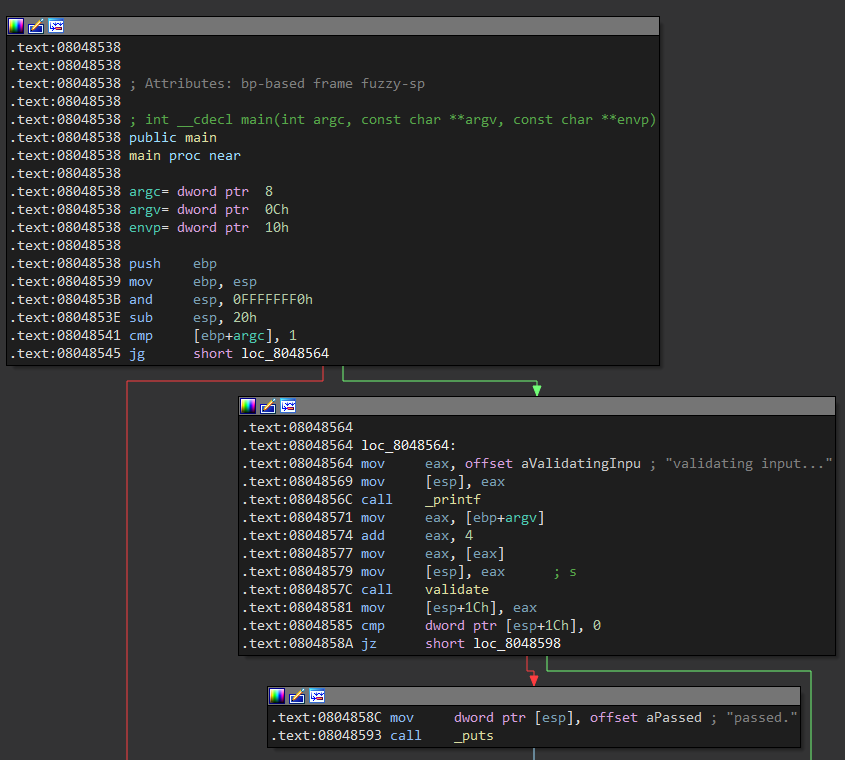 .text:08048538
.text:08048538
.text:08048538 ; Attributes: bp-based frame fuzzy-sp
.text:08048538
.text:08048538 ; int __cdecl main(int argc, const char **argv, const char **envp)
.text:08048538 public main
.text:08048538 main proc near
.text:08048538
.text:08048538 argc= dword ptr  8
.text:08048538 argv= dword ptr  0Ch
.text:08048538 envp= dword ptr  10h
.text:08048538
.text:08048538 push    ebp
.text:08048539 mov     ebp, esp
.text:0804853B and     esp, 0FFFFFFF0h
.text:0804853E sub     esp, 20h
.text:08048541 cmp     [ebp+argc], 1
.text:08048545 jg      short loc_8048564
.text:08048564
.text:08048564 loc_8048564:
.text:08048564 mov     eax, offset aValidatingInpu ; "validating input..."
.text:08048569 mov     [esp], eax
.text:0804856C call    _printf
.text:08048571 mov     eax, [ebp+argv]
.text:08048574 add     eax, 4
.text:08048577 mov     eax, [eax]
.text:08048579 mov     [esp], eax      ; s
.text:0804857C call    validate
.text:08048581 mov     [esp+1Ch], eax
.text:08048585 cmp     dword ptr [esp+1Ch], 0
.text:0804858A jz      short loc_8048598
.text:0804858C mov     dword ptr [esp], offset aPassed ; "passed."
.text:08048593 call    _puts